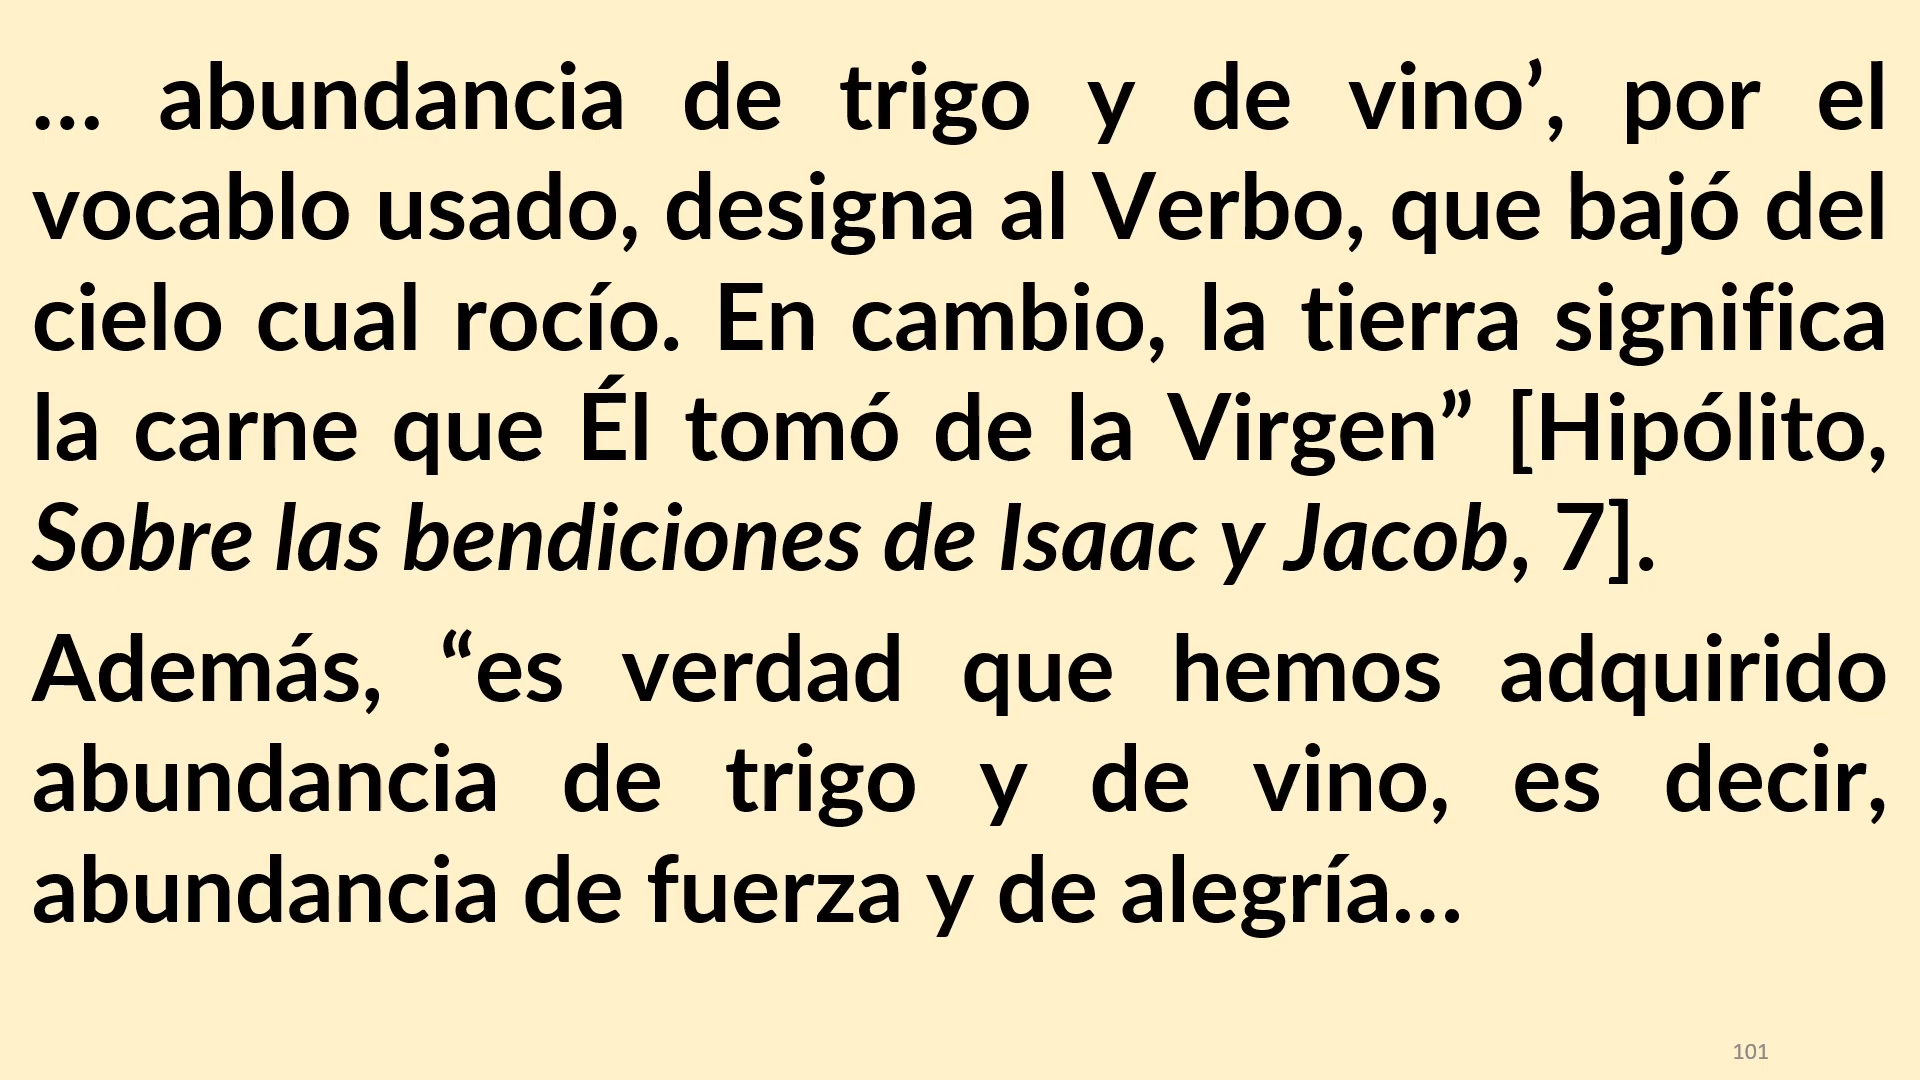 … abundancia de trigo y de vino’, por el
vocablo usado, designa al Verbo, que bajó del
cielo cual rocío. En cambio, la tierra significa
la carne que Él tomó de la Virgen” [Hipólito,
Sobre las bendiciones de Isaac y Jacob, 7].
Además, “es verdad que hemos adquirido
abundancia de trigo y de vino, es decir,
abundancia de fuerza y de alegría…
101